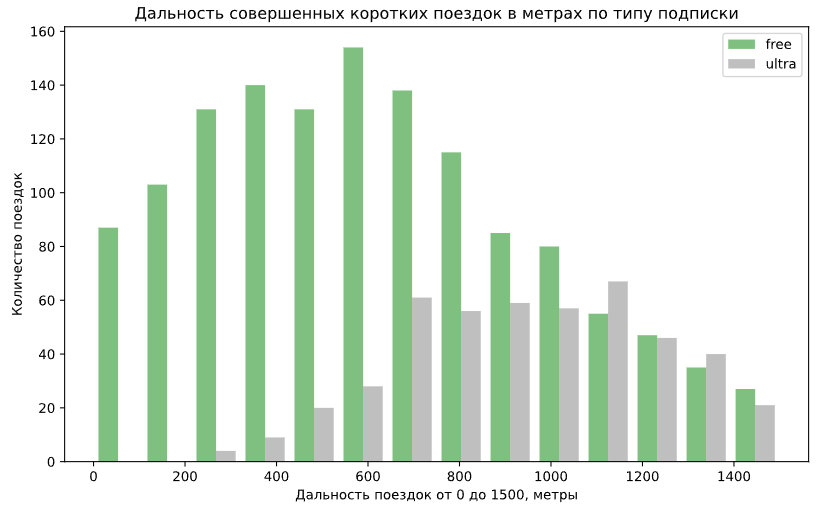 Дальность совершенных коротких поездок в метрах по типу подписки
free
ultra
Количество поездок
160
140
120
100
80
60
40
20
0
0 200 400 600 800 1000 1200 1400
Дальность поездок от 0 до 1500, метры